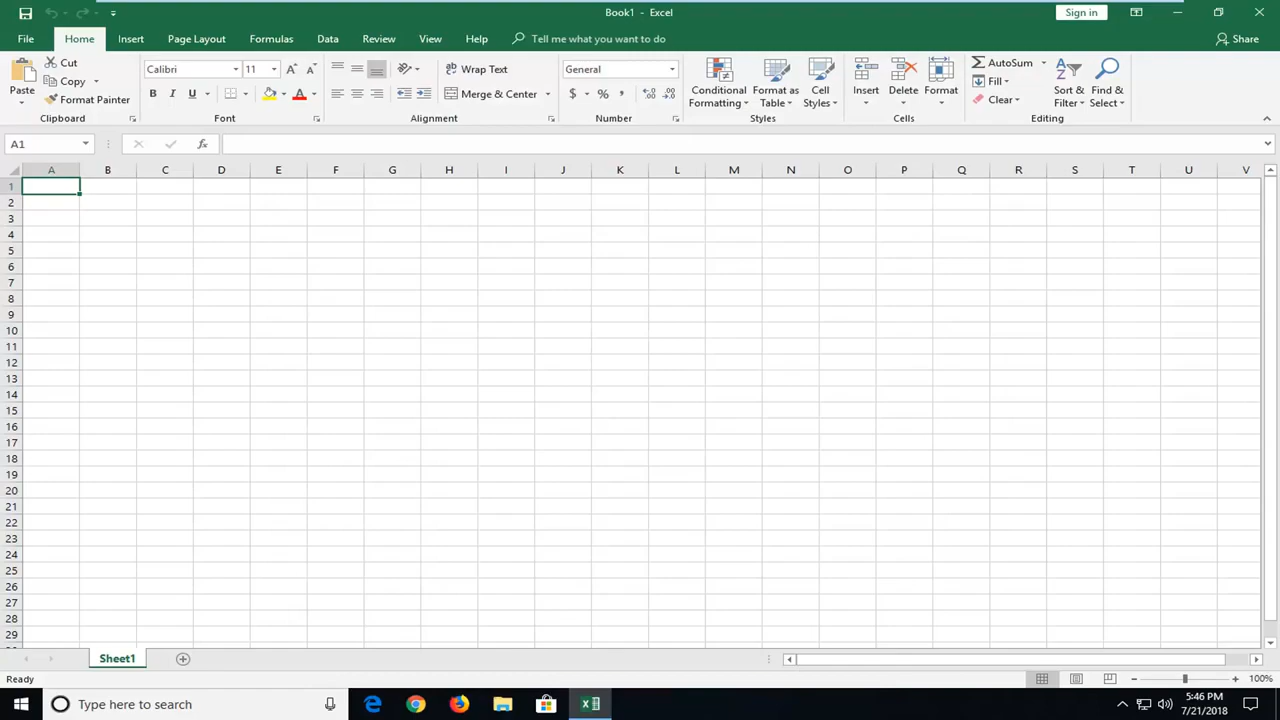 Book1 - Excel
Sign in
File Home Insert Page Layout Formulas Data Review View Help Tell me what you want to do Share
Paste
Cut
Copy
Format Painter
Calibri 11
B I U
Wrap Text
Merge & Center
General
$ % ,
Conditional Formatting
Format as Table
Cell Styles
Insert
Delete
Format
AutoSum
Fill
Clear
Sort & Filter
Find & Select
Clipboard Font Alignment Number Styles Cells Editing
A1 fx
A B C D E F G H I J K L M N O P Q R S T U V
1
2
3
4
5
6
7
8
9
10
11
12
13
14
15
16
17
18
19
20
21
22
23
24
25
26
27
28
29
Sheet1
Ready 100%
Type here to search
5:46 PM
7/21/2018